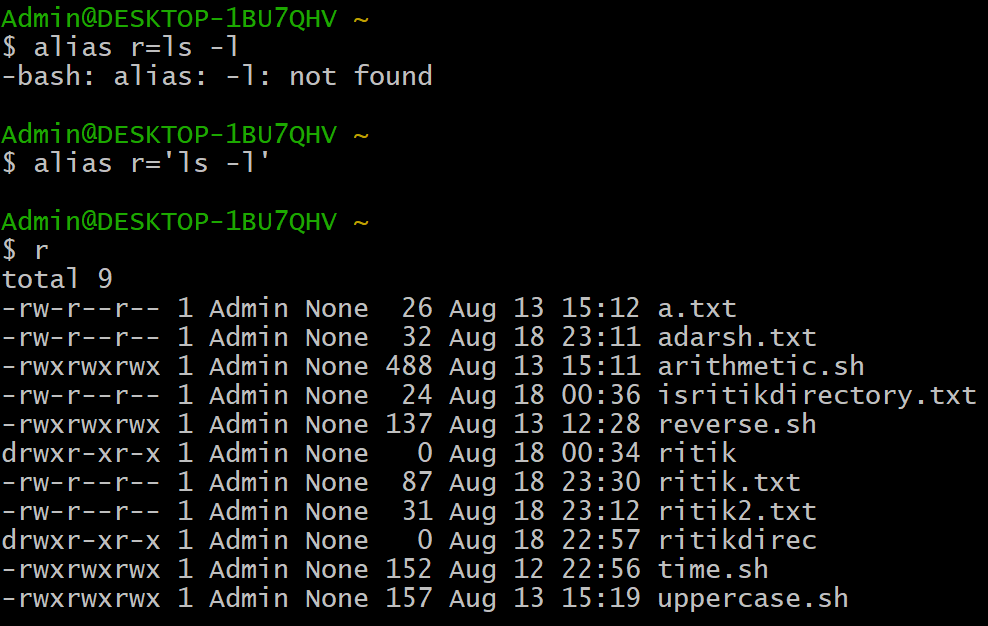 Admin@DESKTOP-1BU7QHV ~
$ alias r=ls -l
-bash: alias: -l: not found
Admin@DESKTOP-1BU7QHV ~
$ alias r='ls -l'
Admin@DESKTOP-1BU7QHV ~
$ r
total 9
-rw-r--r-- 1 Admin None  26 Aug 13 15:12 a.txt
-rw-r--r-- 1 Admin None  32 Aug 18 23:11 adarsh.txt
-rwxrwxrwx 1 Admin None 488 Aug 13 15:11 arithmetic.sh
-rw-r--r-- 1 Admin None  24 Aug 18 00:36 isritikdirectory.txt
-rwxrwxrwx 1 Admin None 137 Aug 13 12:28 reverse.sh
drwxr-xr-x 1 Admin None   0 Aug 18 00:34 ritik
-rw-r--r-- 1 Admin None  87 Aug 18 23:30 ritik.txt
-rw-r--r-- 1 Admin None  31 Aug 18 23:12 ritik2.txt
drwxr-xr-x 1 Admin None   0 Aug 18 22:57 ritikdirec
-rwxrwxrwx 1 Admin None 152 Aug 12 22:56 time.sh
-rwxrwxrwx 1 Admin None 157 Aug 13 15:19 uppercase.sh